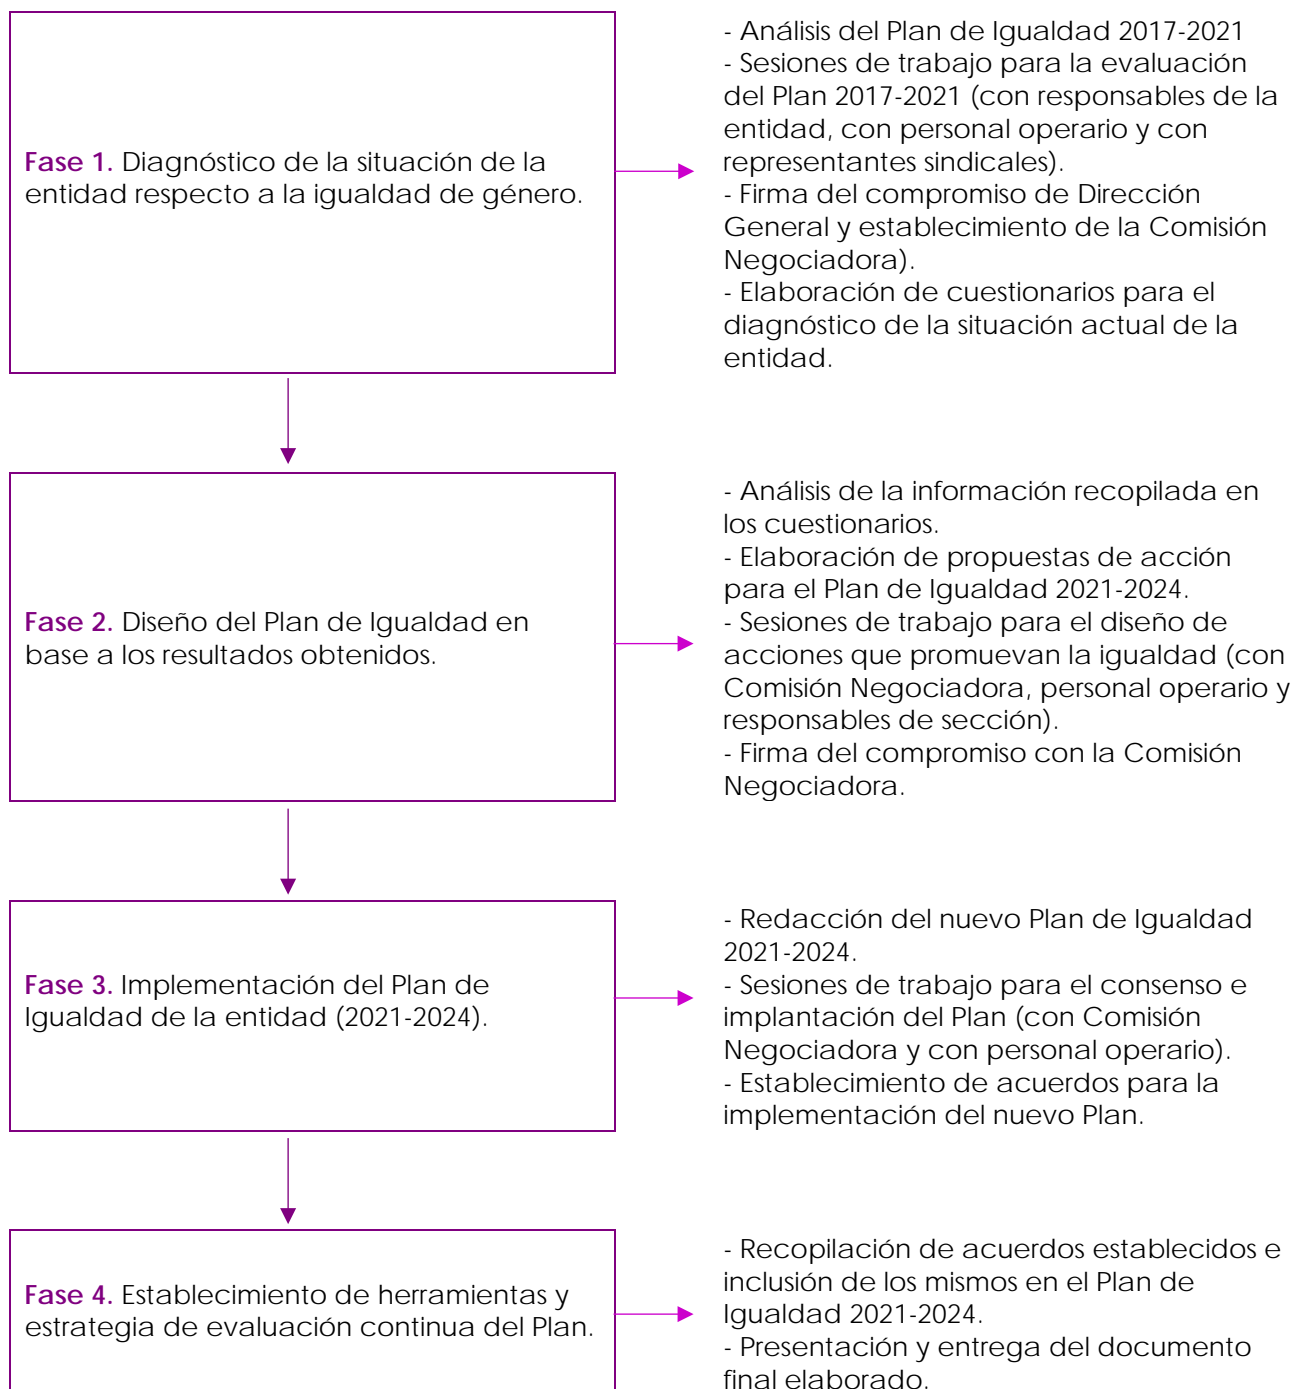 Fase 1. Diagnóstico de la situación de la
entidad respecto a la igualdad de género.
- Análisis del Plan de Igualdad 2017-2021
- Sesiones de trabajo para la evaluación
del Plan 2017-2021 (con responsables de la
entidad, con personal operario y con
representantes sindicales).
- Firma del compromiso de Dirección
General y establecimiento de la Comisión
Negociadora).
- Elaboración de cuestionarios para el
diagnóstico de la situación actual de la
entidad.
Fase 2. Diseño del Plan de Igualdad en
base a los resultados obtenidos.
- Análisis de la información recopilada en
los cuestionarios.
- Elaboración de propuestas de acción
para el Plan de Igualdad 2021-2024.
- Sesiones de trabajo para el diseño de
acciones que promuevan la igualdad (con
Comisión Negociadora, personal operario y
responsables de sección).
- Firma del compromiso con la Comisión
Negociadora.
Fase 3. Implementación del Plan de
Igualdad de la entidad (2021-2024).
- Redacción del nuevo Plan de Igualdad
2021-2024.
- Sesiones de trabajo para el consenso e
implantación del Plan (con Comisión
Negociadora y con personal operario).
- Establecimiento de acuerdos para la
implementación del nuevo Plan.
Fase 4. Establecimiento de herramientas y
estrategia de evaluación continua del Plan.
- Recopilación de acuerdos establecidos e
inclusión de los mismos en el Plan de
Igualdad 2021-2024.
- Presentación y entrega del documento
final elaborado.